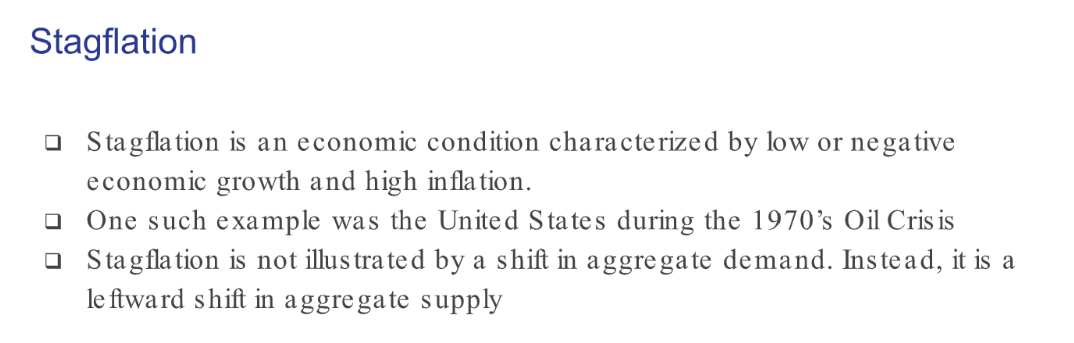 Stagflation
❑ Stagflation is an economic condition characterized by low or negative
economic growth and high inflation.
❑ One such example was the United States during the 1970’s Oil Crisis
❑ Stagflation is not illustrated by a shift in aggregate demand. Instead, it is a
leftward shift in aggregate supply